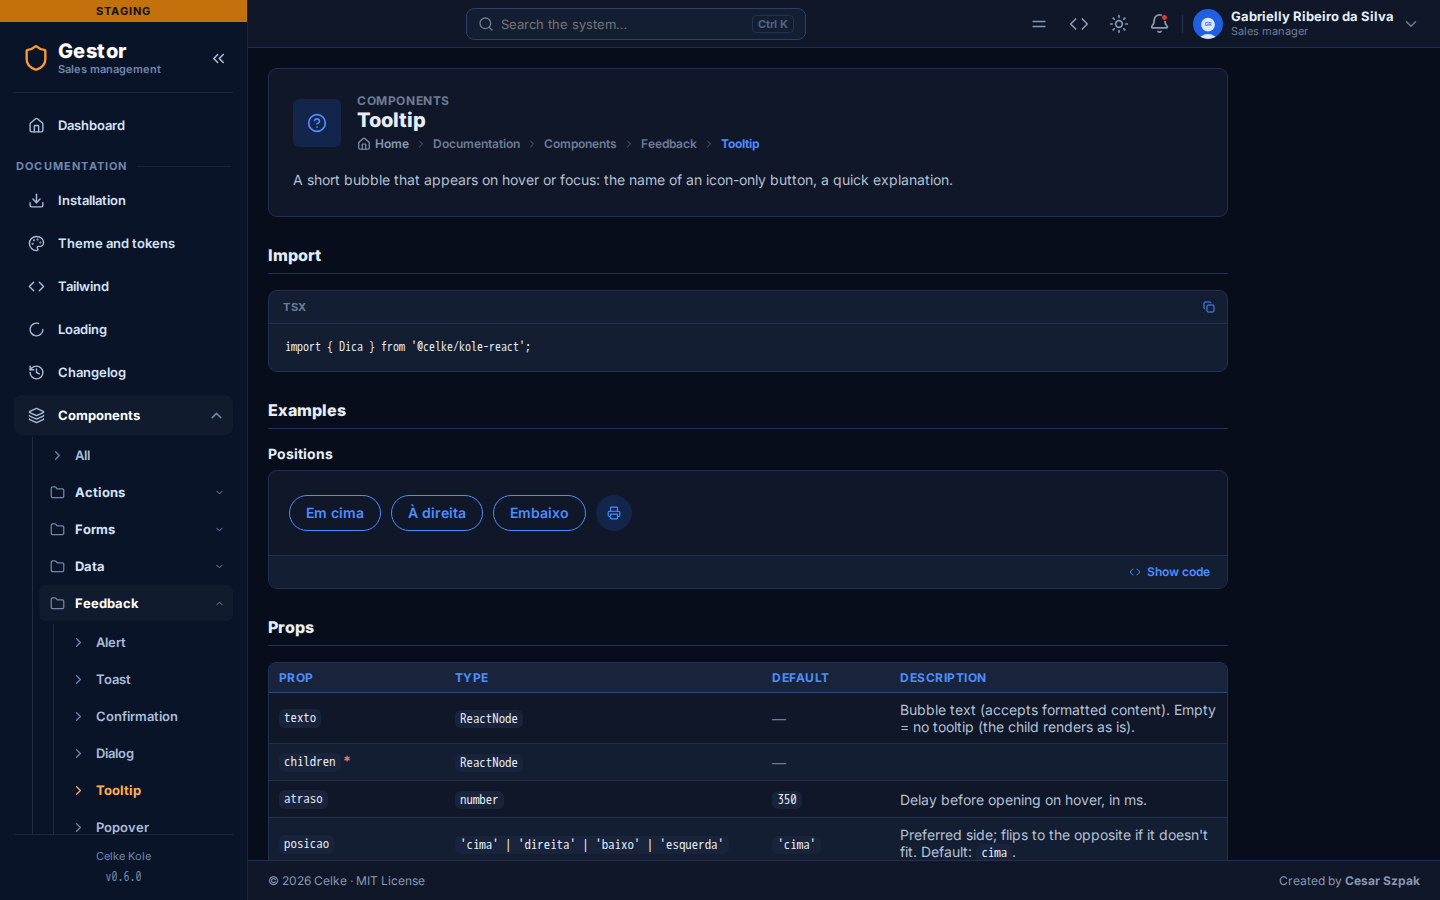 STAGING
Gestor
Sales management
Dashboard
DOCUMENTATION
Installation
Theme and tokens
Tailwind
Loading
Changelog
Components
All
Actions
Forms
Data
Feedback
Alert
Toast
Confirmation
Dialog
Tooltip
Popover
Celke Kole
v0.6.0
Search the system...
Ctrl K
GR
Gabrielly Ribeiro da Silva
Sales manager
COMPONENTS
Tooltip
Home Documentation Components Feedback Tooltip
A short bubble that appears on hover or focus: the name of an icon-only button, a quick explanation.
Import
TSX
import { Dica } from '@celke/kole-react';
Examples
Positions
Em cima À direita Embaixo
Show code
Props
PROP TYPE DEFAULT DESCRIPTION
texto ReactNode — Bubble text (accepts formatted content). Empty
= no tooltip (the child renders as is).
children * ReactNode —
atraso number 350 Delay before opening on hover, in ms.
posicao 'cima' | 'direita' | 'baixo' | 'esquerda' 'cima' Preferred side; flips to the opposite if it doesn't
fit. Default: cima.
© 2026 Celke · MIT License
Created by Cesar Szpak